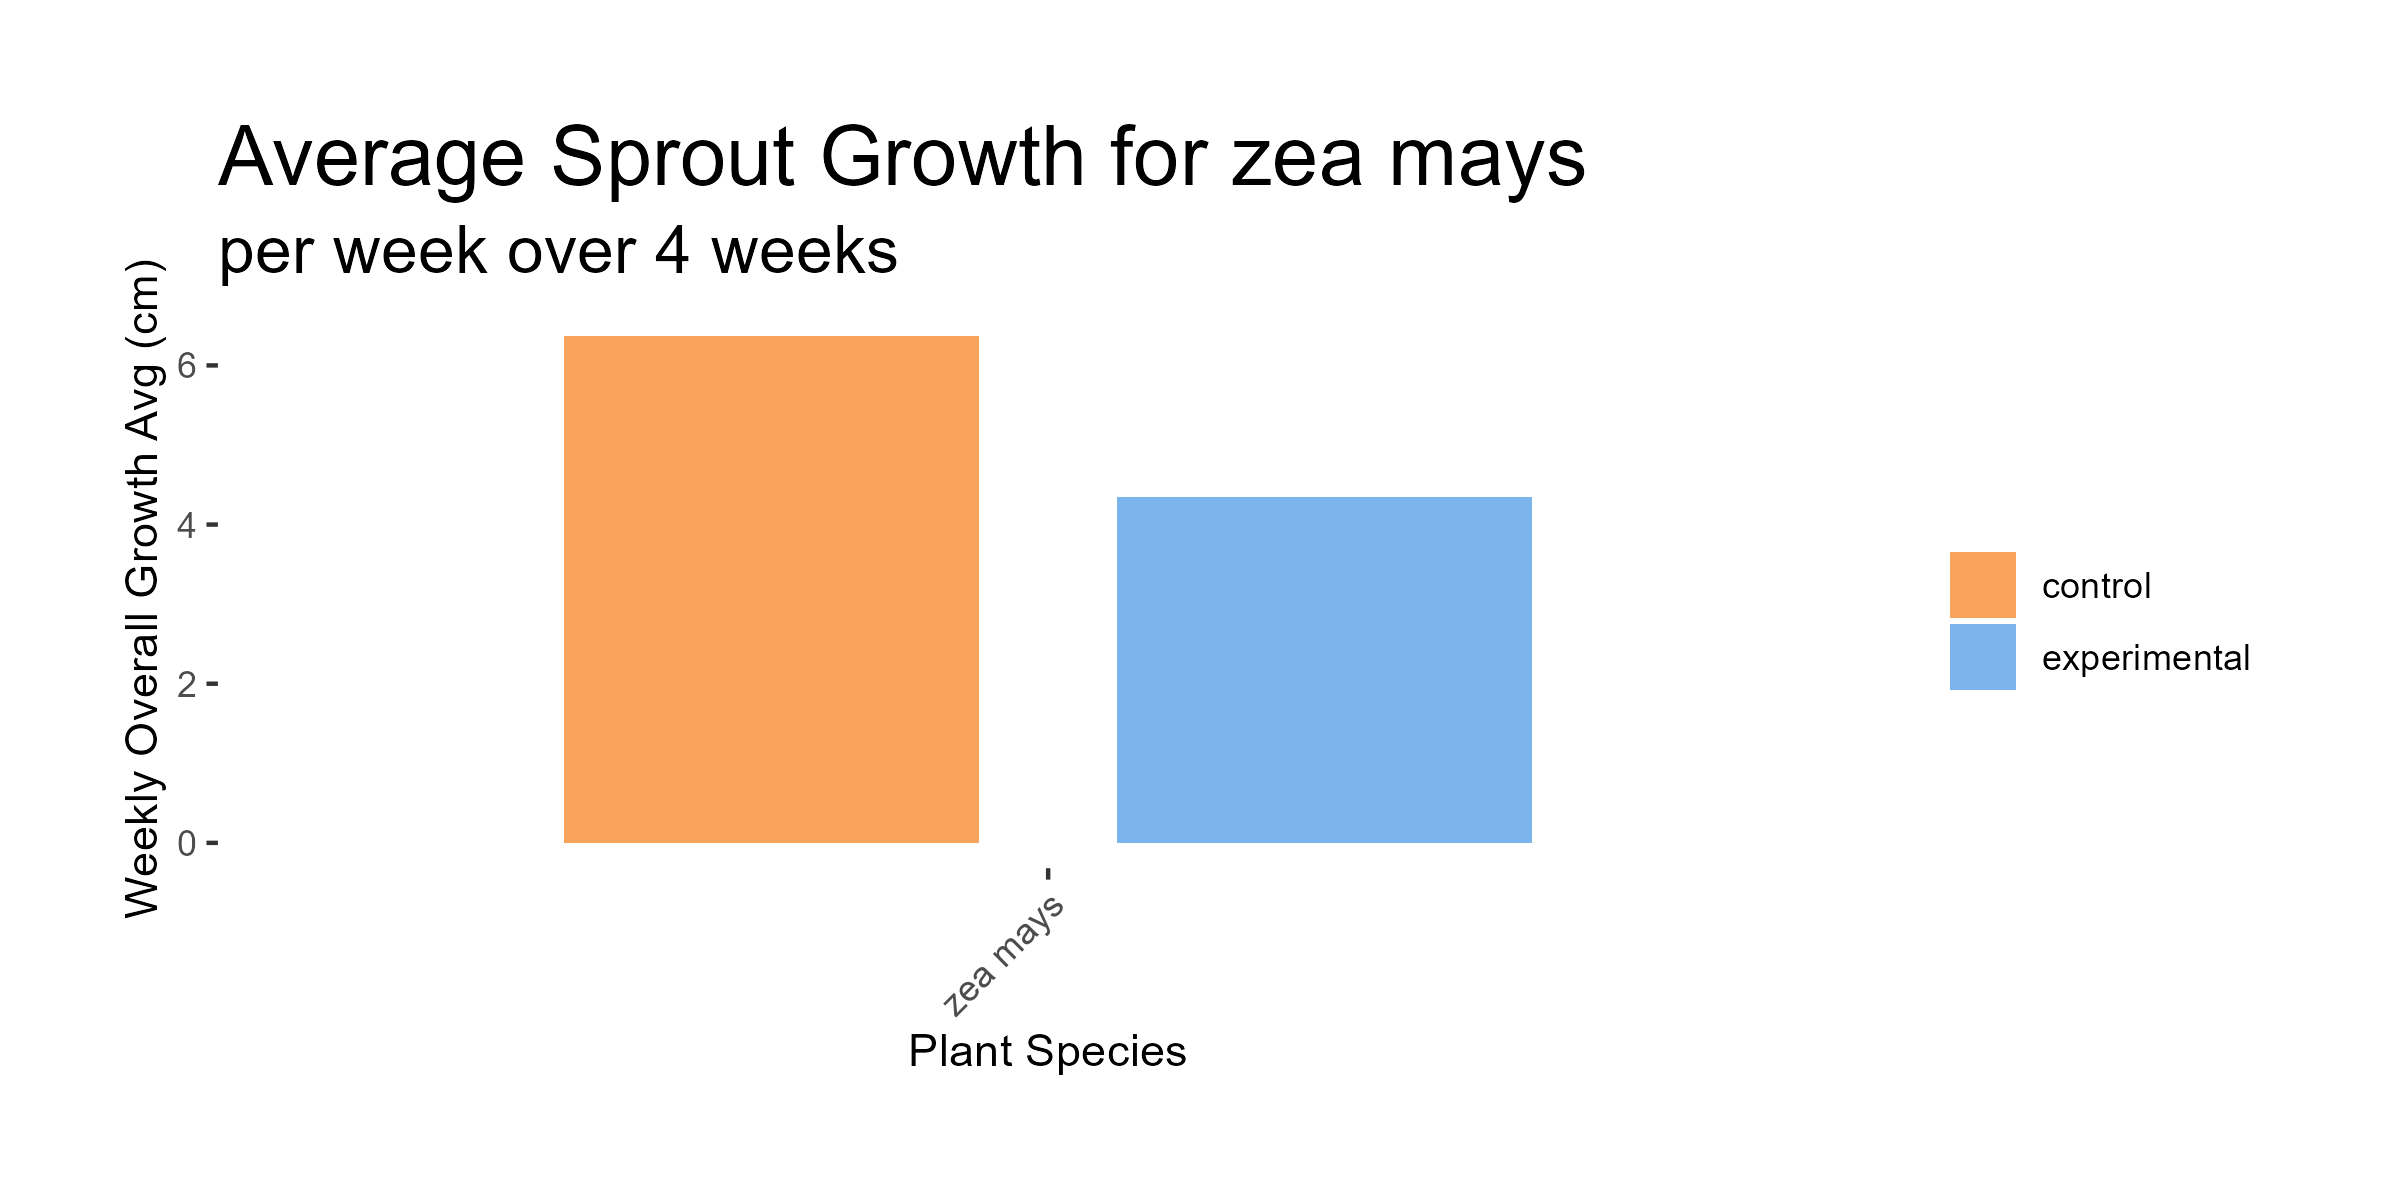 Average Sprout Growth for zea mays
per week over 4 weeks
Weekly Overall Growth Avg (cm)
6
4
2
0
zea mays
Plant Species
control
experimental